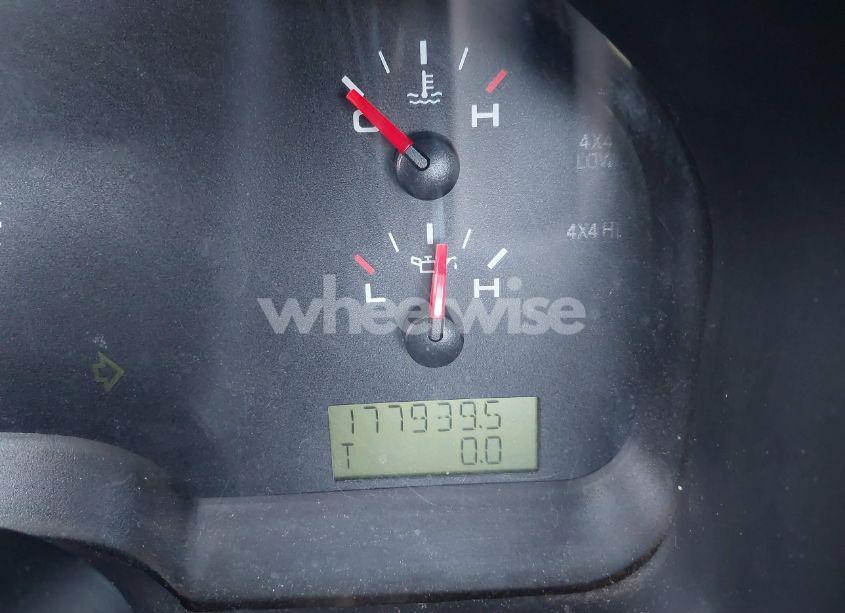 C H
4X4
LOW
4X4 HI
L H
wheelwise
177939.5
T 0.0